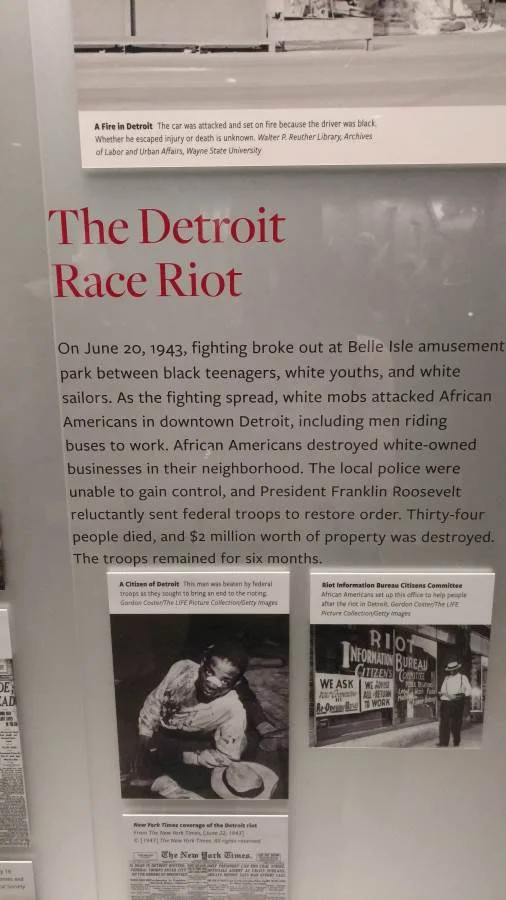 A Fire in Detroit The car was attacked and set on fire because the driver was black.
Whether he escaped injury or death is unknown. Walter P. Reuther Library, Archives
of Labor and Urban Affairs, Wayne State University
The Detroit
Race Riot
On June 20, 1943, fighting broke out at Belle Isle amusement
park between black teenagers, white youths, and white
sailors. As the fighting spread, white mobs attacked African
Americans in downtown Detroit, including men riding
buses to work. African Americans destroyed white-owned
businesses in their neighborhood. The local police were
unable to gain control, and President Franklin Roosevelt
reluctantly sent federal troops to restore order. Thirty-four
people died, and $2 million worth of property was destroyed.
The troops remained for six months.
A Citizen of Detroit This man was beaten by federal
troops as they sought to bring an end to the rioting.
Gordon Coster/The LIFE Picture Collection/Getty Images
Riot Information Bureau Citizens Committee
African Americans set up this office to help people
after the riot in Detroit. Gordon Coster/The LIFE
Picture Collection/Getty Images
RIOT
INFORMATION BUREAU
CITIZEN'S COMMITTEE
WE ASK
WE ADVISE
ALL
TO WORK
New York Times coverage of the Detroit riot
From The New York Times, [June 22, 1943]
© [1943] The New York Times. All rights reserved
The New York Times.